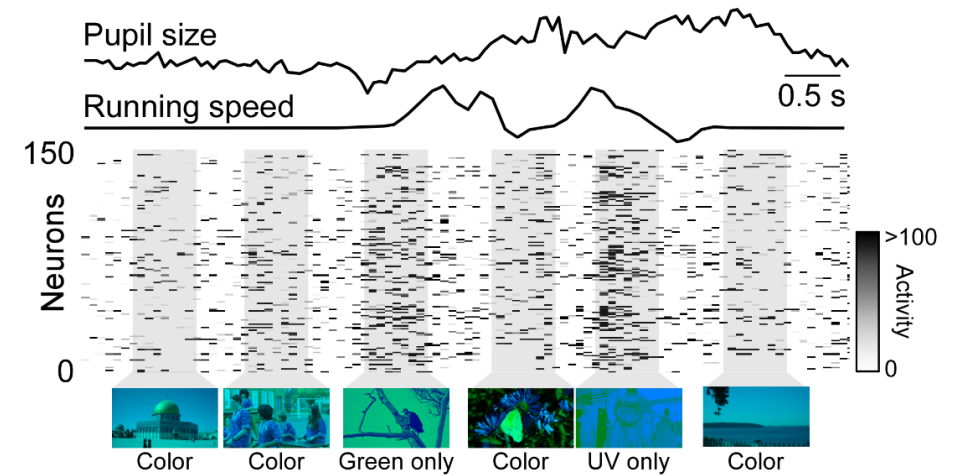 Pupil size
0.5 s
Running speed
150
Neurons
0
>100
Activity
0
Color
Color
Green only
Color
UV only
Color